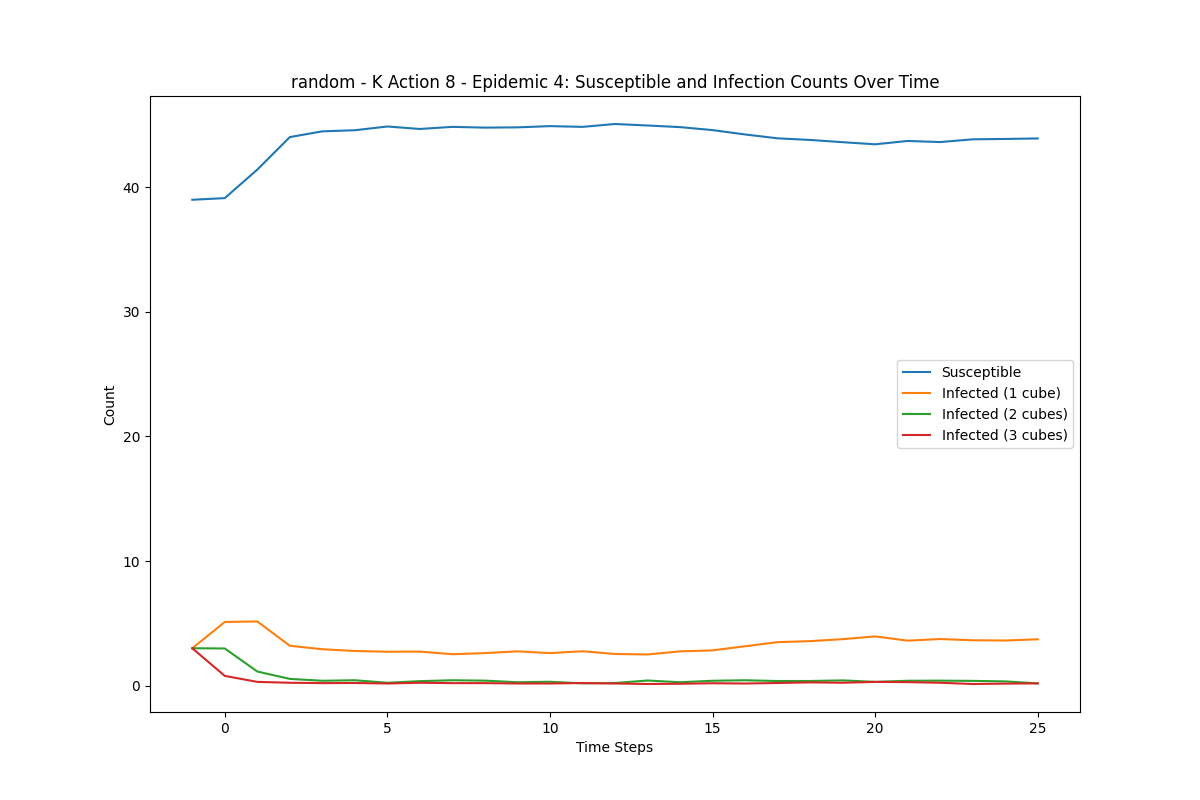 random - K Action 8 - Epidemic 4: Susceptible and Infection Counts Over Time
40
30
20
10
0
Count
Susceptible
Infected (1 cube)
Infected (2 cubes)
Infected (3 cubes)
0 5 10 15 20 25
Time Steps